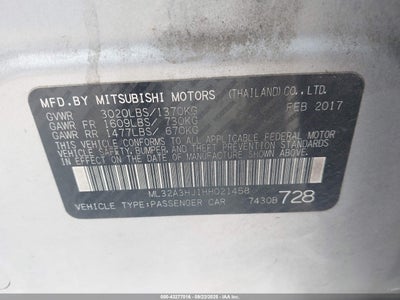 MFD.BY MITSUBISHI MOTORS (THAILAND)CO.,LTD.
GVWR 3020LBS/1370KG FEB 2017
GAWR FR 1609LBS/ 730KG
GAWR RR 1477LBS/ 670KG
THIS VEHICLE CONFORMS TO ALL APPLICABLE FEDERAL MOTOR
VEHICLE SAFETY, BUMPER, AND THEFT PREVENTION
STANDARDS IN EFFECT ON THE DATE OF MANUFACTURE
SHOWN ABOVE.
ML32A3HJ1HH021458
VEHICLE TYPE:PASSENGER CAR 7430B 728